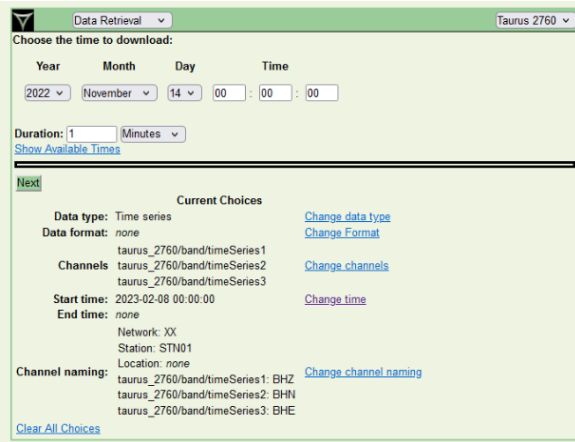 Data Retrieval Taurus 2760
Choose the time to download:
Year Month Day Time
2022 November 14 00 : 00 : 00
Duration: 1 Minutes
Show Available Times
Next
Current Choices
Data type: Time series Change data type
Data format: none Change Format
taurus_2760/band/timeSeries1
Channels taurus_2760/band/timeSeries2 Change channels
taurus_2760/band/timeSeries3
Start time: 2023-02-08 00:00:00 Change time
End time: none
Network: XX
Station: STN01
Location: none
Channel naming: taurus_2760/band/timeSeries1: BHZ Change channel naming
taurus_2760/band/timeSeries2: BHN
taurus_2760/band/timeSeries3: BHE
Clear All Choices